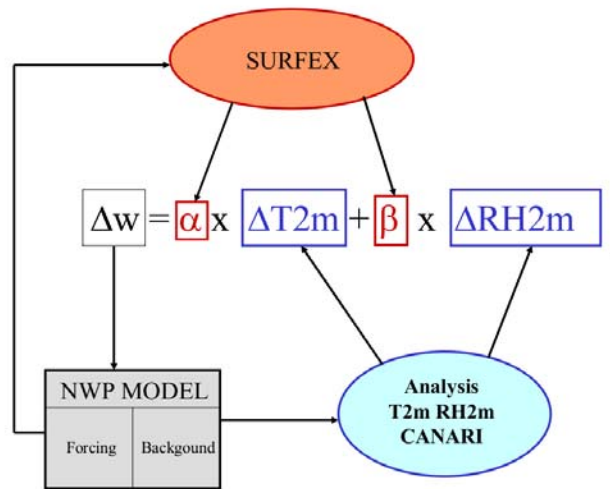 SURFEX
Δw = α x ΔT2m + β x ΔRH2m
NWP MODEL
Forcing
Backgound
Analysis
T2m RH2m
CANARI